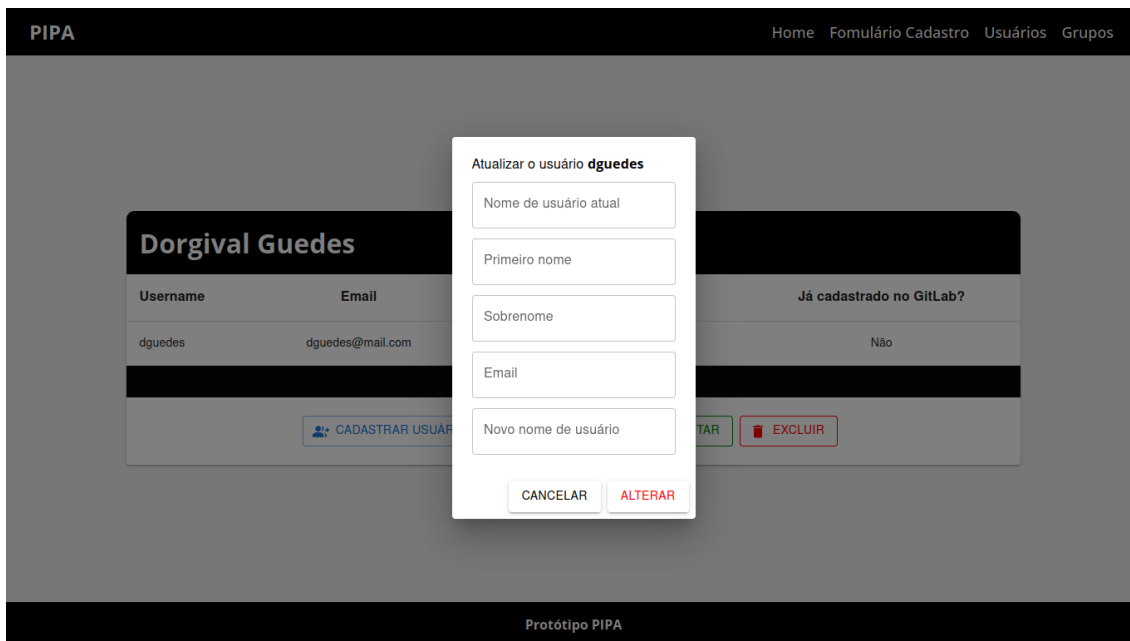 PIPA
Home Fomulário Cadastro Usuários Grupos
Atualizar o usuário dguedes
Nome de usuário atual
Primeiro nome
Sobrenome
Email
Novo nome de usuário
CANCELAR ALTERAR
Dorgival Guedes
Username Email Já cadastrado no GitLab?
dguedes dguedes@mail.com Não
CADASTRAR EXCLUIR
Protótipo PIPA